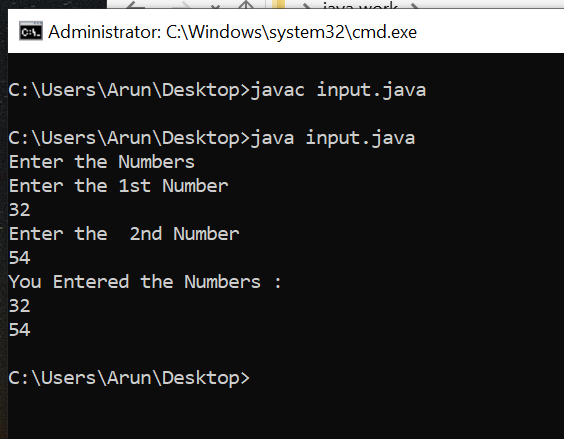 java work
Administrator: C:\Windows\system32\cmd.exe
C:\Users\Arun\Desktop>javac input.java
C:\Users\Arun\Desktop>java input.java
Enter the Numbers
Enter the 1st Number
32
Enter the  2nd Number
54
You Entered the Numbers :
32
54
C:\Users\Arun\Desktop>